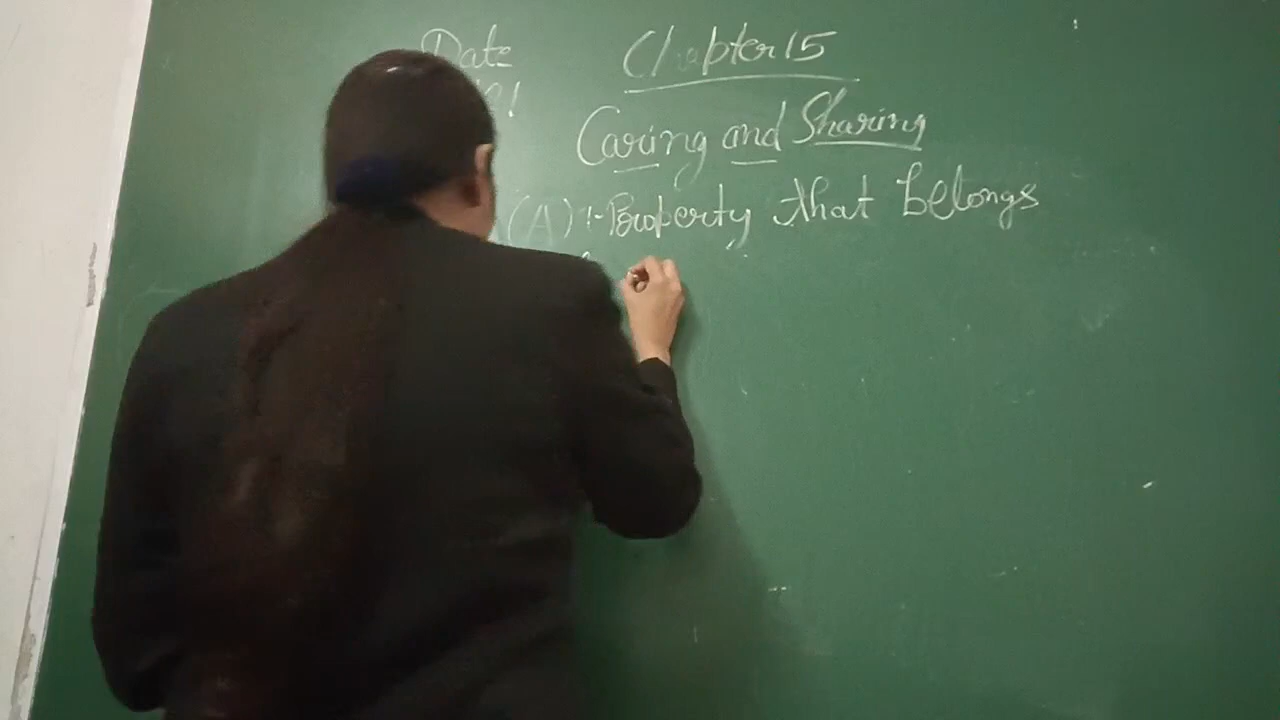 Date
Chapter 15
Caring and Sharing
(A) :- Property that belongs